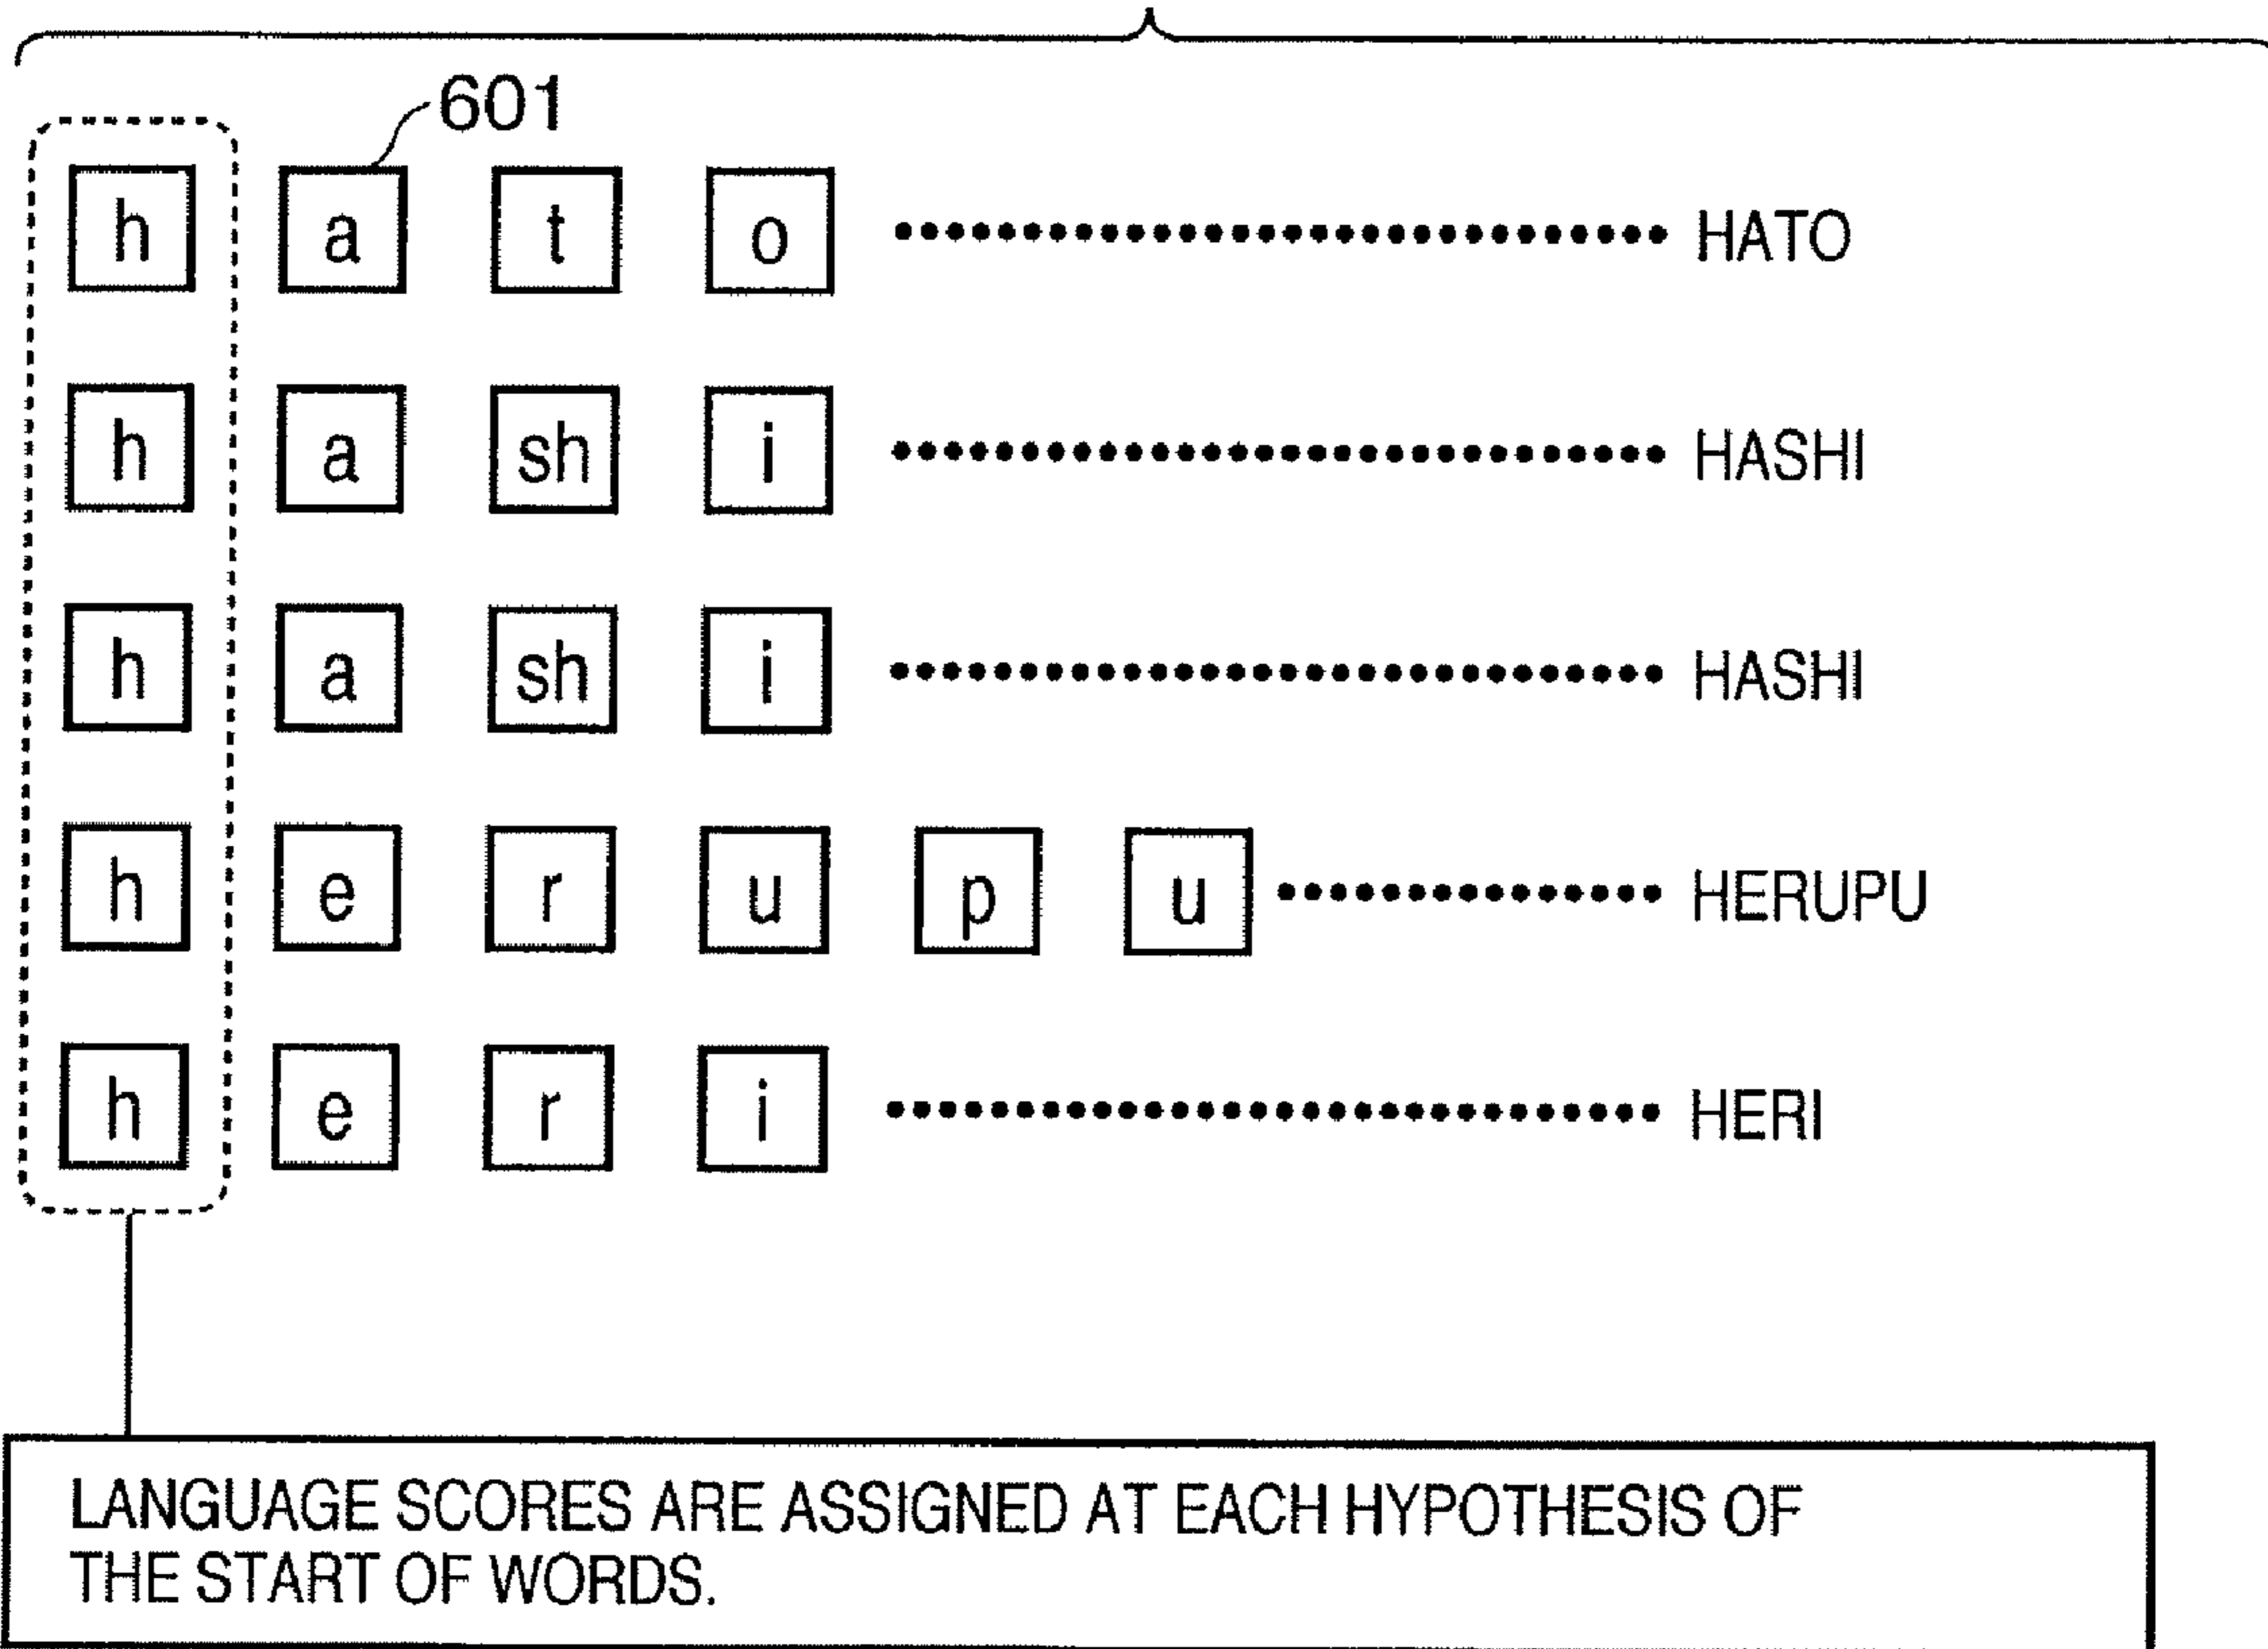 601
h a t o HATO
h a sh i HASHI
h a sh i HASHI
h e r u p u HERUPU
h e r i HERI
LANGUAGE SCORES ARE ASSIGNED AT EACH HYPOTHESIS OF
THE START OF WORDS.